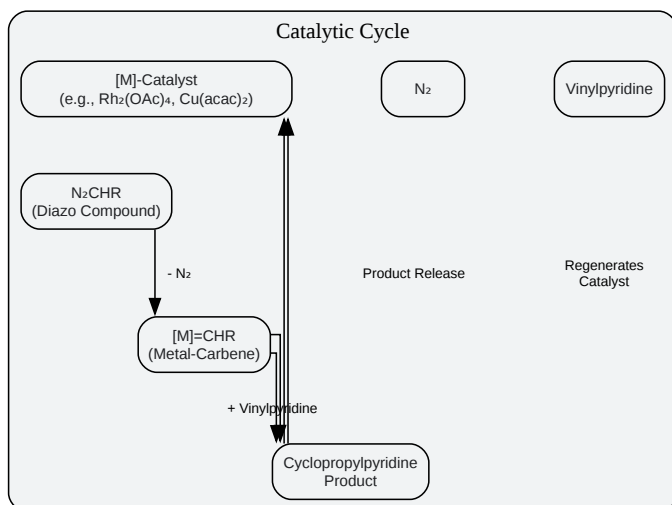 Catalytic Cycle
[M]-Catalyst
(e.g., Rh₂(OAc)₄, Cu(acac)₂)
N₂
Vinylpyridine
N₂CHR
(Diazo Compound)
- N₂
Product Release
Regenerates
Catalyst
[M]=CHR
(Metal-Carbene)
+ Vinylpyridine
Cyclopropylpyridine
Product